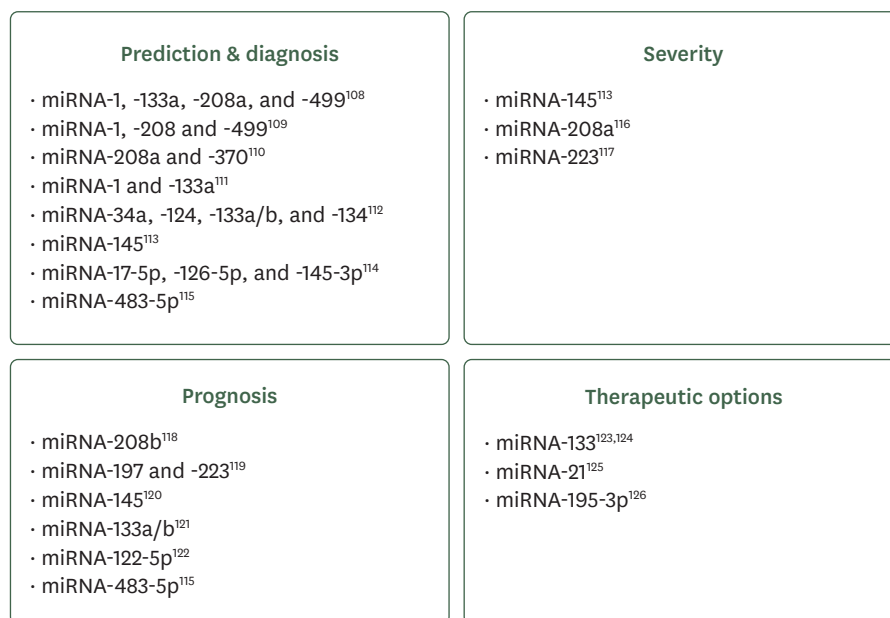 Prediction & diagnosis
· miRNA-1, -133a, -208a, and -499¹⁰⁸
· miRNA-1, -208 and -499¹⁰⁹
· miRNA-208a and -370¹¹⁰
· miRNA-1 and -133a¹¹¹
· miRNA-34a, -124, -133a/b, and -134¹¹²
· miRNA-145¹¹³
· miRNA-17-5p, -126-5p, and -145-3p¹¹⁴
· miRNA-483-5p¹¹⁵
Severity
· miRNA-145¹¹³
· miRNA-208a¹¹⁶
· miRNA-223¹¹⁷
Prognosis
· miRNA-208b¹¹⁸
· miRNA-197 and -223¹¹⁹
· miRNA-145¹²⁰
· miRNA-133a/b¹²¹
· miRNA-122-5p¹²²
· miRNA-483-5p¹¹⁵
Therapeutic options
· miRNA-133¹²³,¹²⁴
· miRNA-21¹²⁵
· miRNA-195-3p¹²⁶